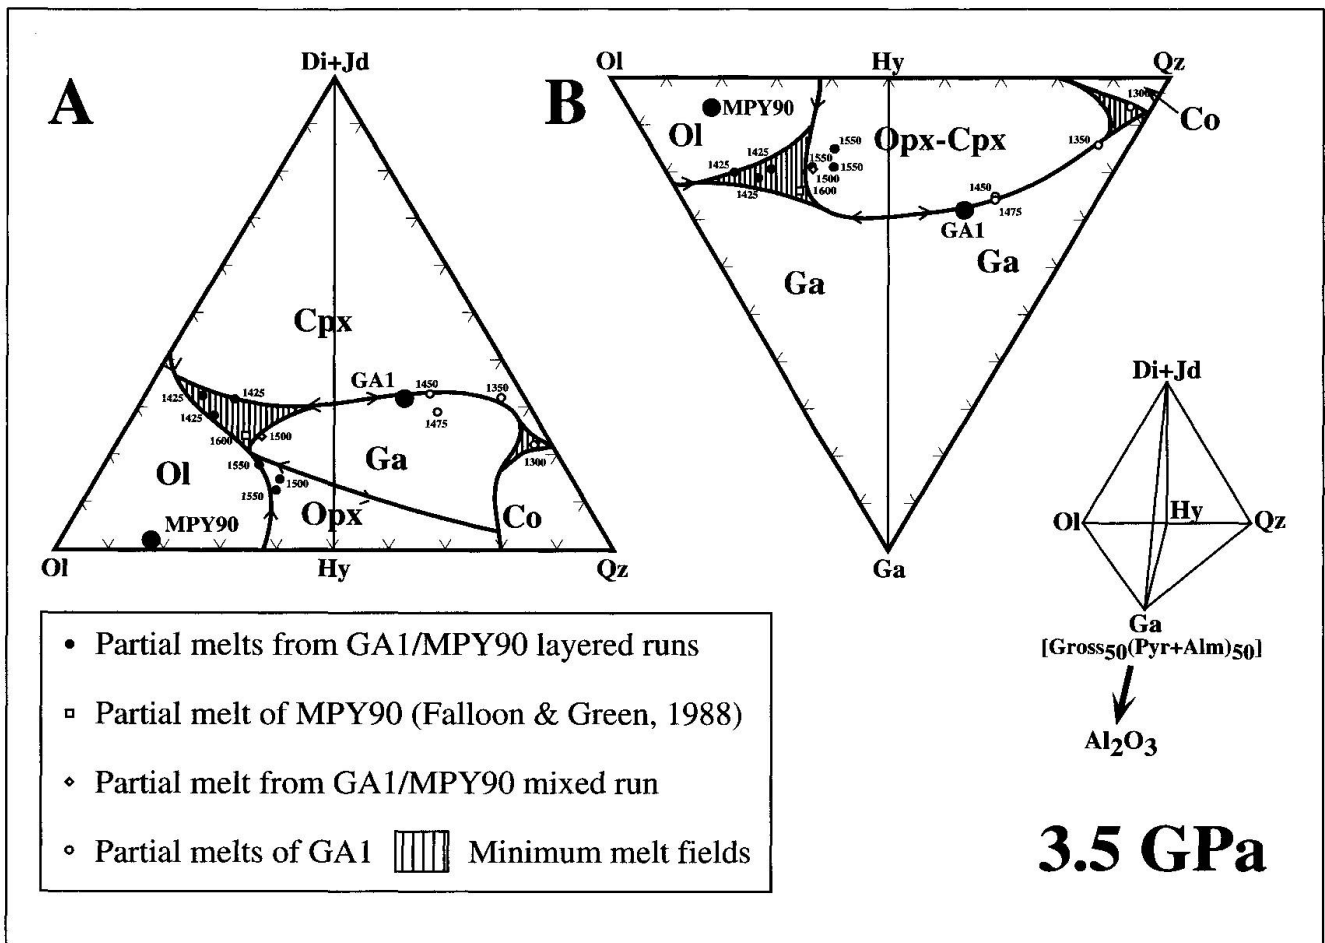 A
Di+Jd
Cpx
GA1
1450
1350
1475
1425
1425
1425
1600
1500
1550
1500
1550
1300
Ol
Ga
Opx
Co
MPY90
Ol
Hy
Qz
B
Ol
Hy
Qz
MPY90
Ol
Opx-Cpx
1300
Co
1350
1425
1425
1425
1550
1550
1550
1500
1600
1450
1475
GA1
Ga
Ga
Ga
Di+Jd
Ol
Hy
Qz
Ga
[Gross50(Pyr+Alm)50]
Al2O3
Partial melts from GA1/MPY90 layered runs
Partial melt of MPY90 (Falloon & Green, 1988)
Partial melt from GA1/MPY90 mixed run
Partial melts of GA1 Minimum melt fields
3.5 GPa